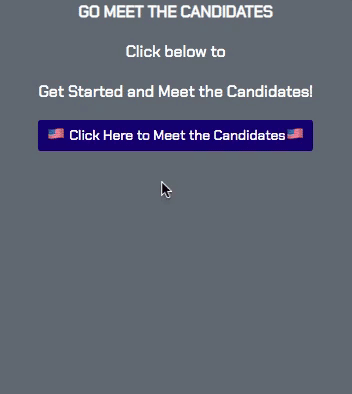 GO MEET THE CANDIDATES
Click below to
Get Started and Meet the Candidates!
🇺🇸 Click Here to Meet the Candidates🇺🇸